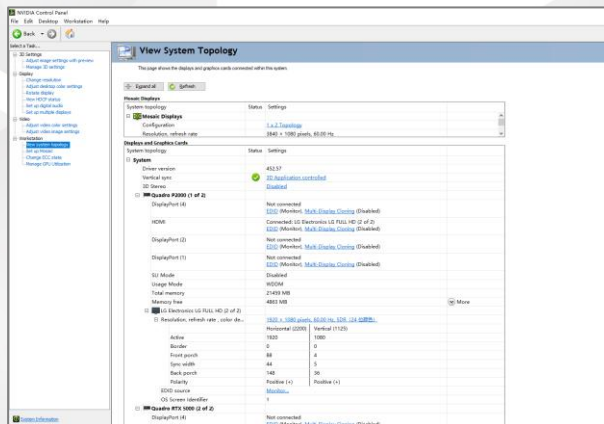 NVIDIA Control Panel
File Edit Desktop Workstation Help
Back
Select a Task...
3D Settings
Adjust image settings with preview
Manage 3D settings
Display
Change resolution
Adjust desktop color settings
Rotate display
View HDCP status
Set up digital audio
Set up multiple displays
Video
Adjust video color settings
Adjust video image settings
Workstation
View system topology
Set up Mosaic
Change ECC state
Manage GPU Utilization
System Information
View System Topology
This page shows the displays and graphics cards connected within this system.
Expand all Refresh
Mosaic Displays
System topology Status Settings
Mosaic Displays
Configuration 1 x 2 Topology
Resolution, refresh rate 3840 × 1080 pixels, 60.00 Hz
Displays and Graphics Cards
System topology Status Settings
System
Driver version 452.57
Vertical sync 3D Application controlled
3D Stereo Disabled
Quadro P2000 (1 of 2)
DisplayPort (4) Not connected
EDID (Monitor), Multi-Display Cloning (Disabled)
HDMI Connected: LG Electronics LG FULL HD (2 of 2)
EDID (Monitor), Multi-Display Cloning (Disabled)
DisplayPort (2) Not connected
EDID (Monitor), Multi-Display Cloning (Disabled)
DisplayPort (1) Not connected
EDID (Monitor), Multi-Display Cloning (Disabled)
SLI Mode Disabled
Usage Mode WDDM
Total memory 21459 MB
Memory free 4863 MB More
LG Electronics LG FULL HD (2 of 2)
Resolution, refresh rate , color de... 1920 × 1080 pixels, 60.00 Hz, SDR
Horizontal (2200) Vertical (1125)
Active 1920 1080
Border 0 0
Front porch 88 4
Sync width 44 5
Back porch 148 36
Polarity Positive (+) Positive (+)
EDID source Monitor...
OS Screen Identifier 1
Quadro RTX 5000 (2 of 2)
DisplayPort (4) Not connected
EDID (Monitor), Multi-Display Cloning (Disabled)